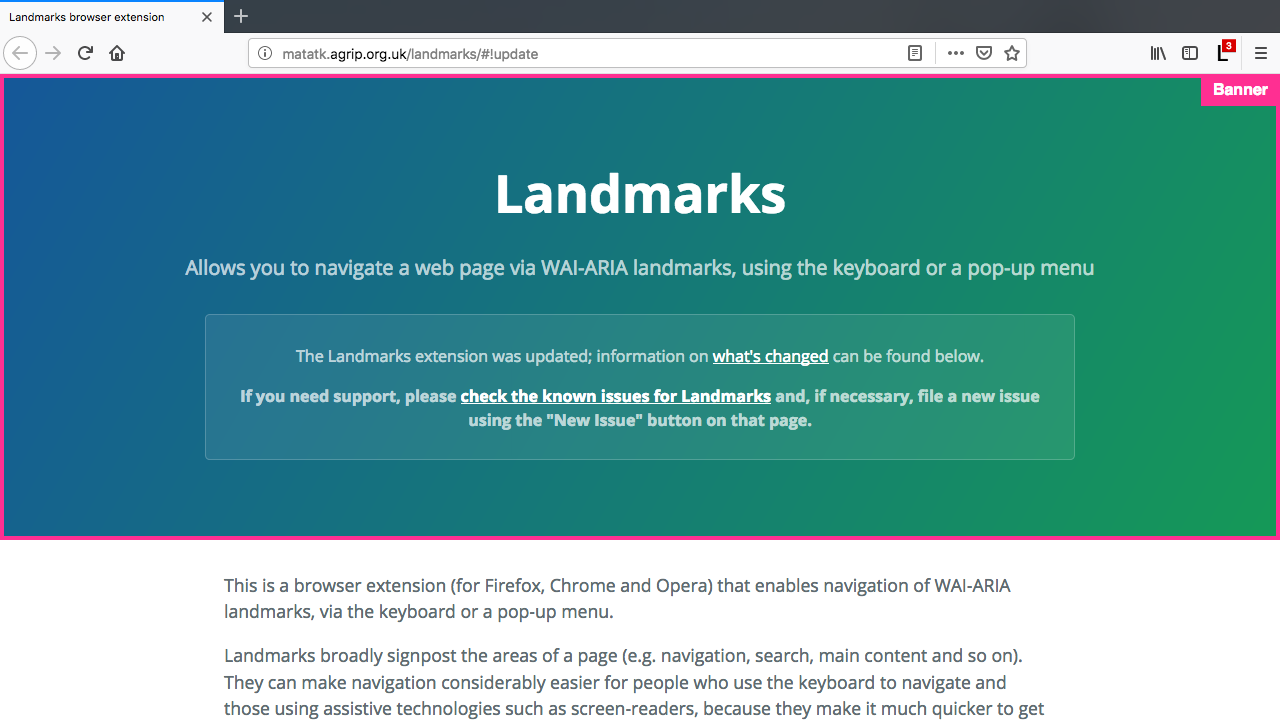 Landmarks browser extension
matatk.agrip.org.uk/landmarks/#!update
L 3
Banner
Landmarks
Allows you to navigate a web page via WAI-ARIA landmarks, using the keyboard or a pop-up menu
The Landmarks extension was updated; information on what's changed can be found below.
If you need support, please check the known issues for Landmarks and, if necessary, file a new issue
using the "New Issue" button on that page.
This is a browser extension (for Firefox, Chrome and Opera) that enables navigation of WAI-ARIA
landmarks, via the keyboard or a pop-up menu.
Landmarks broadly signpost the areas of a page (e.g. navigation, search, main content and so on).
They can make navigation considerably easier for people who use the keyboard to navigate and
those using assistive technologies such as screen-readers, because they make it much quicker to get